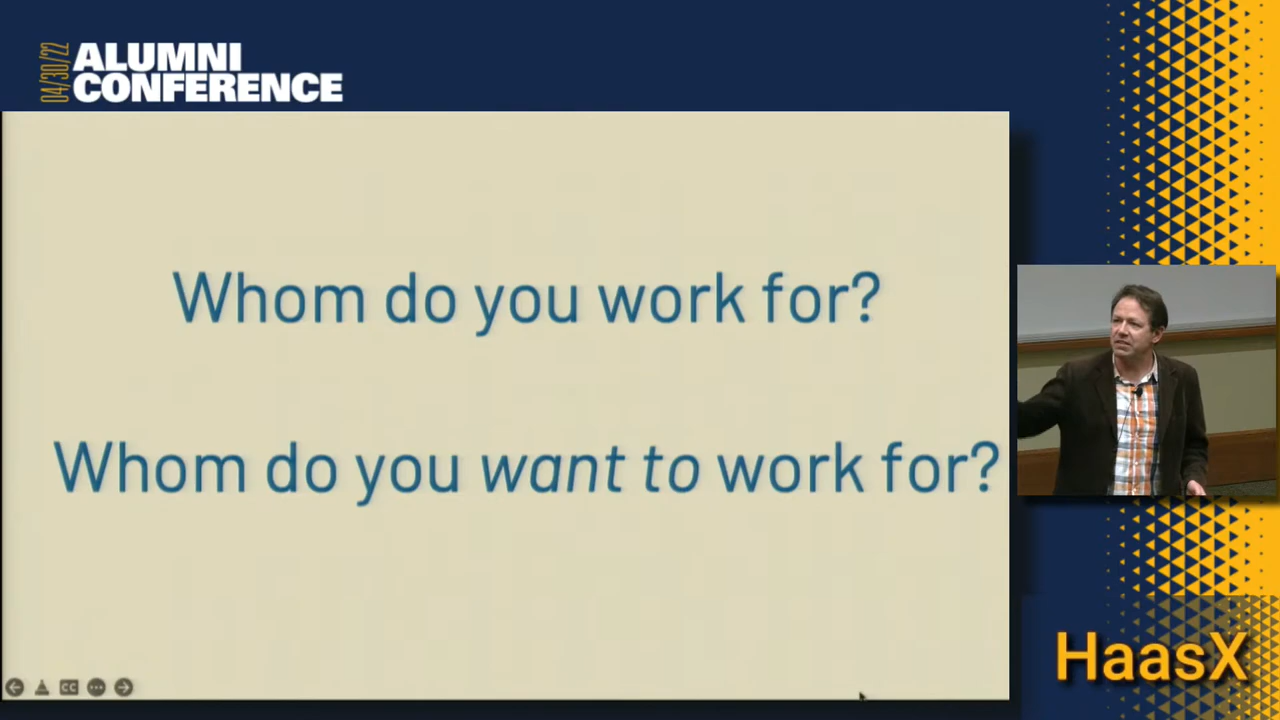 04/30/22
ALUMNI
CONFERENCE
Whom do you work for?
Whom do you want to work for?
CC
HaasX